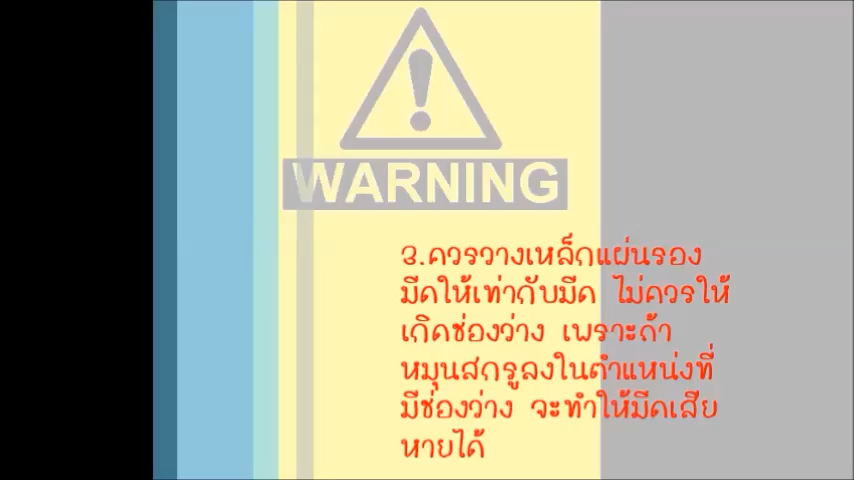 WARNING
3.ควรวางเหล็กแผ่นรอง
มีดให้เท่ากับมีด ไม่ควรให้
เกิดช่องว่าง เพราะถ้า
หมุนสกรูลงในตำแหน่งที่
มีช่องว่าง จะทำให้มีดเสีย
หายได้